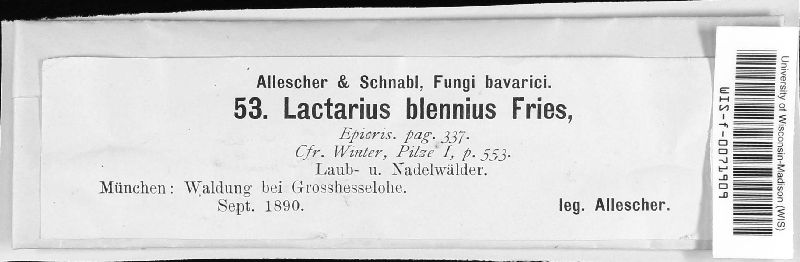 Allescher & Schnabl, Fungi bavarici.
53. Lactarius blennius Fries,
Epicris. pag. 337.
Cfr. Winter, Pilze I, p. 553.
Laub- u. Nadelwälder.
München: Waldung bei Grosshesselohe.
Sept. 1890.
leg. Allescher.
University of Wisconsin-Madison (WIS)
WIS-f-0071909